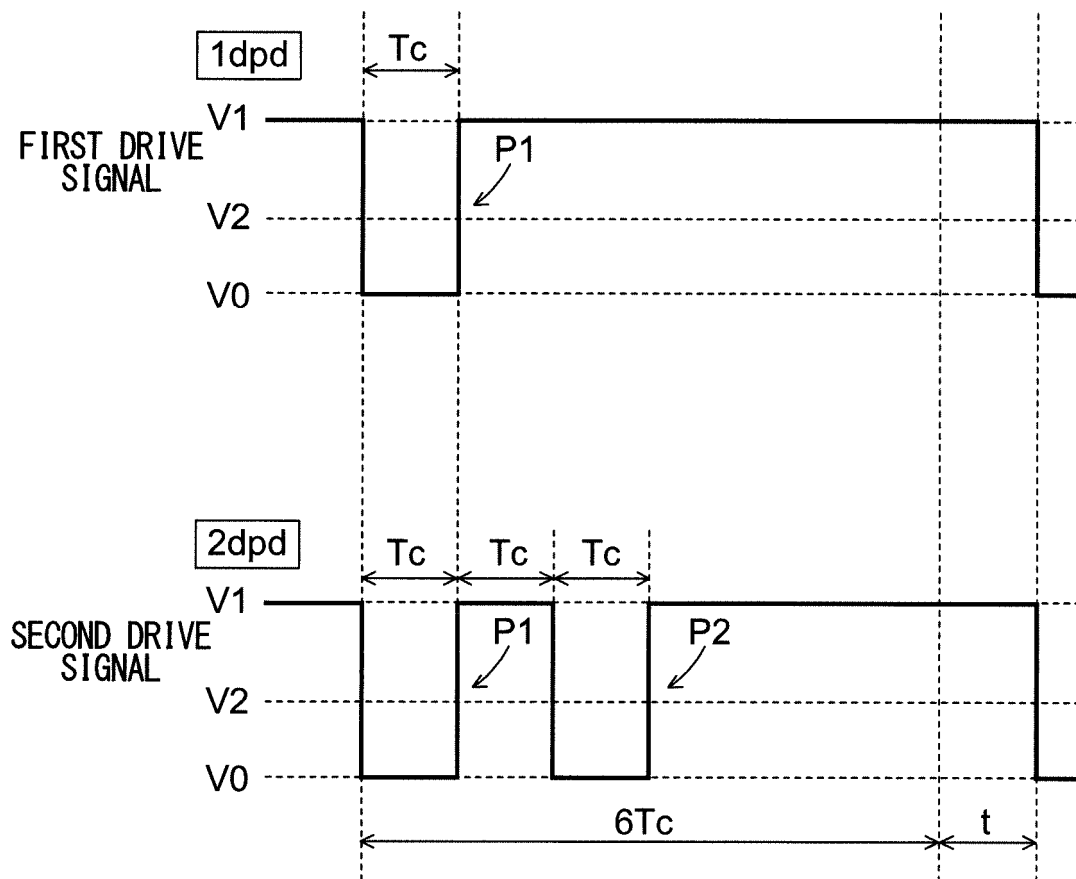 1dpd
Tc
V1
FIRST DRIVE
SIGNAL
P1
V2
V0
2dpd
Tc
Tc
Tc
V1
SECOND DRIVE
SIGNAL
P1
P2
V2
V0
6Tc
t